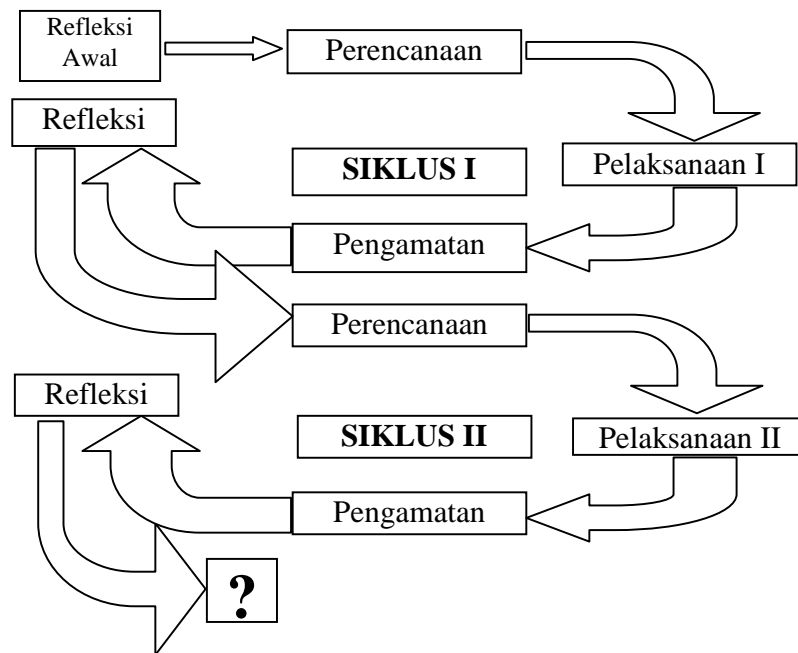 Refleksi
Awal
Perencanaan
Refleksi
SIKLUS I
Pelaksanaan I
Pengamatan
Perencanaan
Refleksi
SIKLUS II
Pelaksanaan II
Pengamatan
?